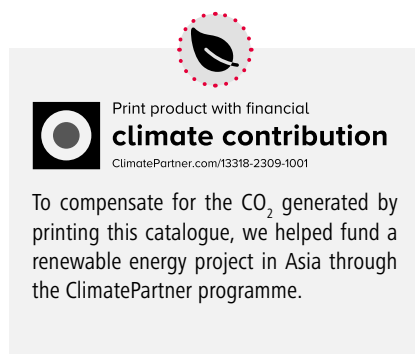 Print product with financial
climate contribution
ClimatePartner.com/13318-2309-1001
To compensate for the CO₂ generated by
printing this catalogue, we helped fund a
renewable energy project in Asia through
the ClimatePartner programme.